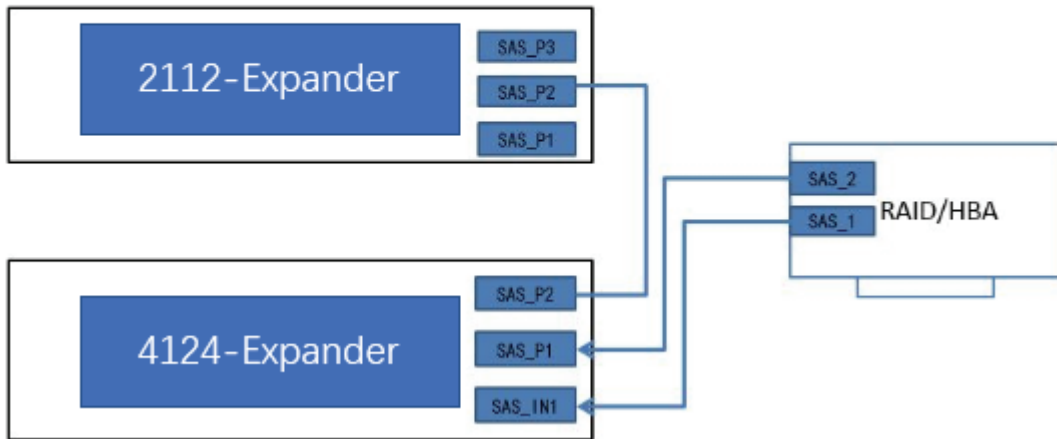 2112-Expander
SAS_P3
SAS_P2
SAS_P1
SAS_2
SAS_1
RAID/HBA
4124-Expander
SAS_P2
SAS_P1
SAS_IN1